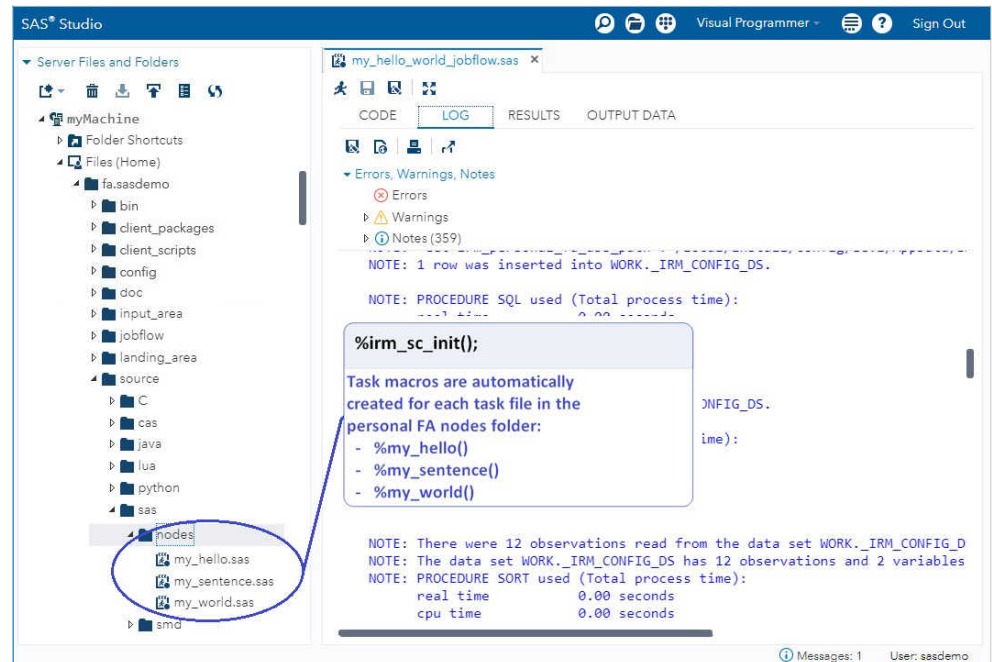 SAS® Studio
Visual Programmer
Sign Out
Server Files and Folders
myMachine
Folder Shortcuts
Files (Home)
fa.sasdemo
bin
client_packages
client_scripts
config
doc
input_area
jobflow
landing_area
source
C
cas
java
lua
python
sas
nodes
my_hello.sas
my_sentence.sas
my_world.sas
smd
my_hello_world_jobflow.sas ×
CODE LOG RESULTS OUTPUT DATA
Errors, Warnings, Notes
Errors
Warnings
Notes (359)
NOTE: 1 row was inserted into WORK._IRM_CONFIG_DS.
NOTE: PROCEDURE SQL used (Total process time):
real time 0.00 seconds
%irm_sc_init();
Task macros are automatically
created for each task file in the
personal FA nodes folder:
- %my_hello()
- %my_sentence()
- %my_world()
ime):
NOTE: There were 12 observations read from the data set WORK._IRM_CONFIG_D
NOTE: The data set WORK._IRM_CONFIG_DS has 12 observations and 2 variables
NOTE: PROCEDURE SORT used (Total process time):
real time 0.00 seconds
cpu time 0.00 seconds
Messages: 1 User: sasdemo